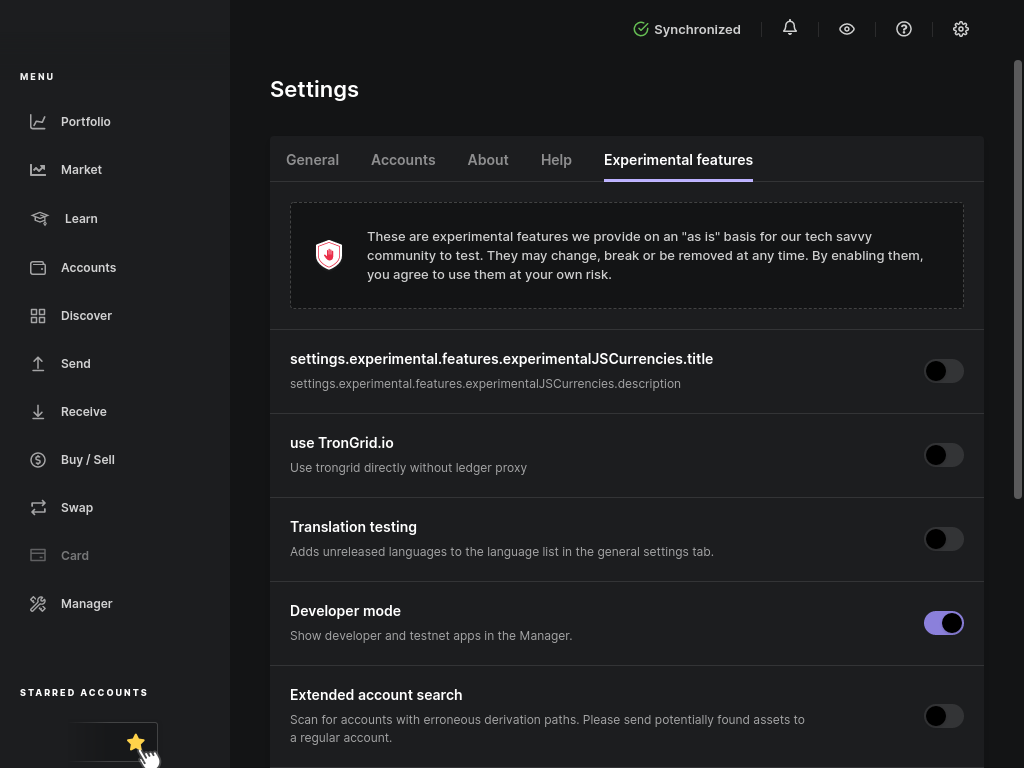 Synchronized
MENU
Portfolio
Market
Learn
Accounts
Discover
Send
Receive
Buy / Sell
Swap
Card
Manager
STARRED ACCOUNTS
Settings
General
Accounts
About
Help
Experimental features
These are experimental features we provide on an "as is" basis for our tech savvy
community to test. They may change, break or be removed at any time. By enabling them,
you agree to use them at your own risk.
settings.experimental.features.experimentalJSCurrencies.title
settings.experimental.features.experimentalJSCurrencies.description
use TronGrid.io
Use trongrid directly without ledger proxy
Translation testing
Adds unreleased languages to the language list in the general settings tab.
Developer mode
Show developer and testnet apps in the Manager.
Extended account search
Scan for accounts with erroneous derivation paths. Please send potentially found assets to
a regular account.